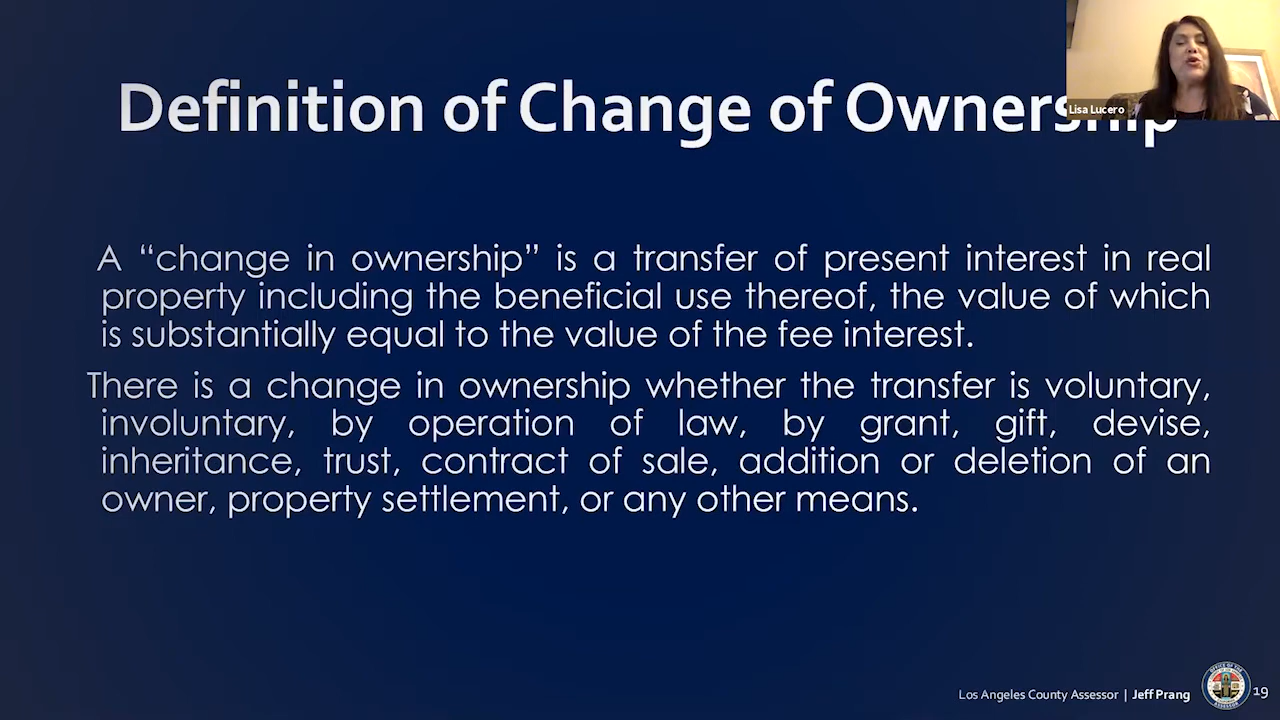 Definition of Change of Ownership
Lisa Lucero
A “change in ownership” is a transfer of present interest in real
property including the beneficial use thereof, the value of which
is substantially equal to the value of the fee interest.
There is a change in ownership whether the transfer is voluntary,
involuntary, by operation of law, by grant, gift, devise,
inheritance, trust, contract of sale, addition or deletion of an
owner, property settlement, or any other means.
Los Angeles County Assessor | Jeff Prang
OFFICE OF THE
ASSESSOR
19